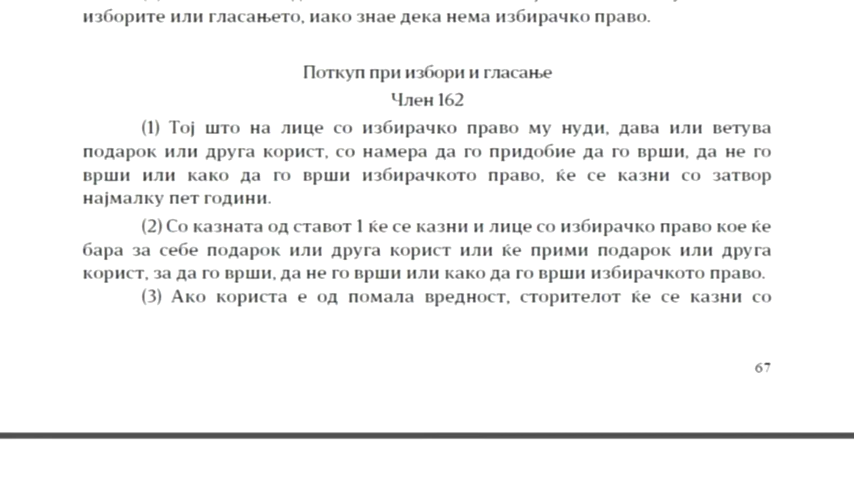 изборите или гласањето, иако знае дека нема избирачко право.
Поткуп при избори и гласање
Член 162
(1) Тој што на лице со избирачко право му нуди, дава или ветува
подарок или друга корист, со намера да го придобие да го врши, да не го
врши или како да го врши избирачкото право, ќе се казни со затвор
најмалку пет години.
(2) Со казната од ставот 1 ќе се казни и лице со избирачко право кое ќе
бара за себе подарок или друга корист или ќе прими подарок или друга
корист, за да го врши, да не го врши или како да го врши избирачкото право.
(3) Ако користа е од помала вредност, сторителот ќе се казни со
67